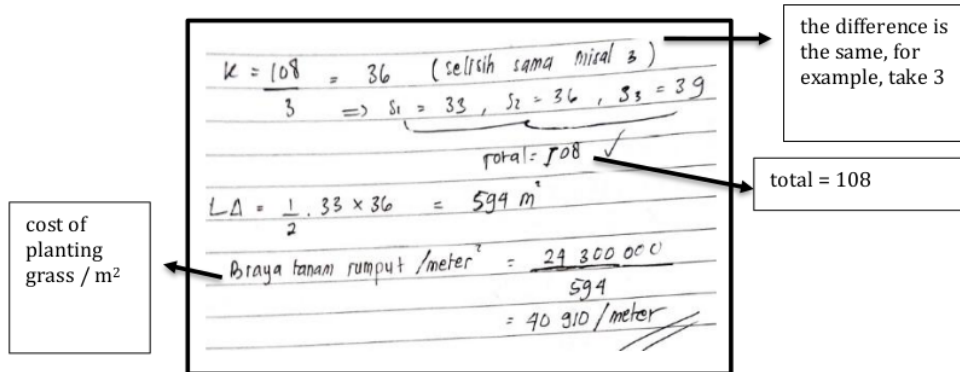 K = 108 / 3 = 36 (selisih sama misal 3)
=> S1 = 33, S2 = 36, S3 = 39
Total = 108 ✓
L∆ = 1/2 . 33 × 36 = 594 m²
Biaya tanam rumput /meter² = 24 300 000 / 594
= 40 910/meter
the difference is
the same, for
example, take 3
total = 108
cost of
planting
grass / m²